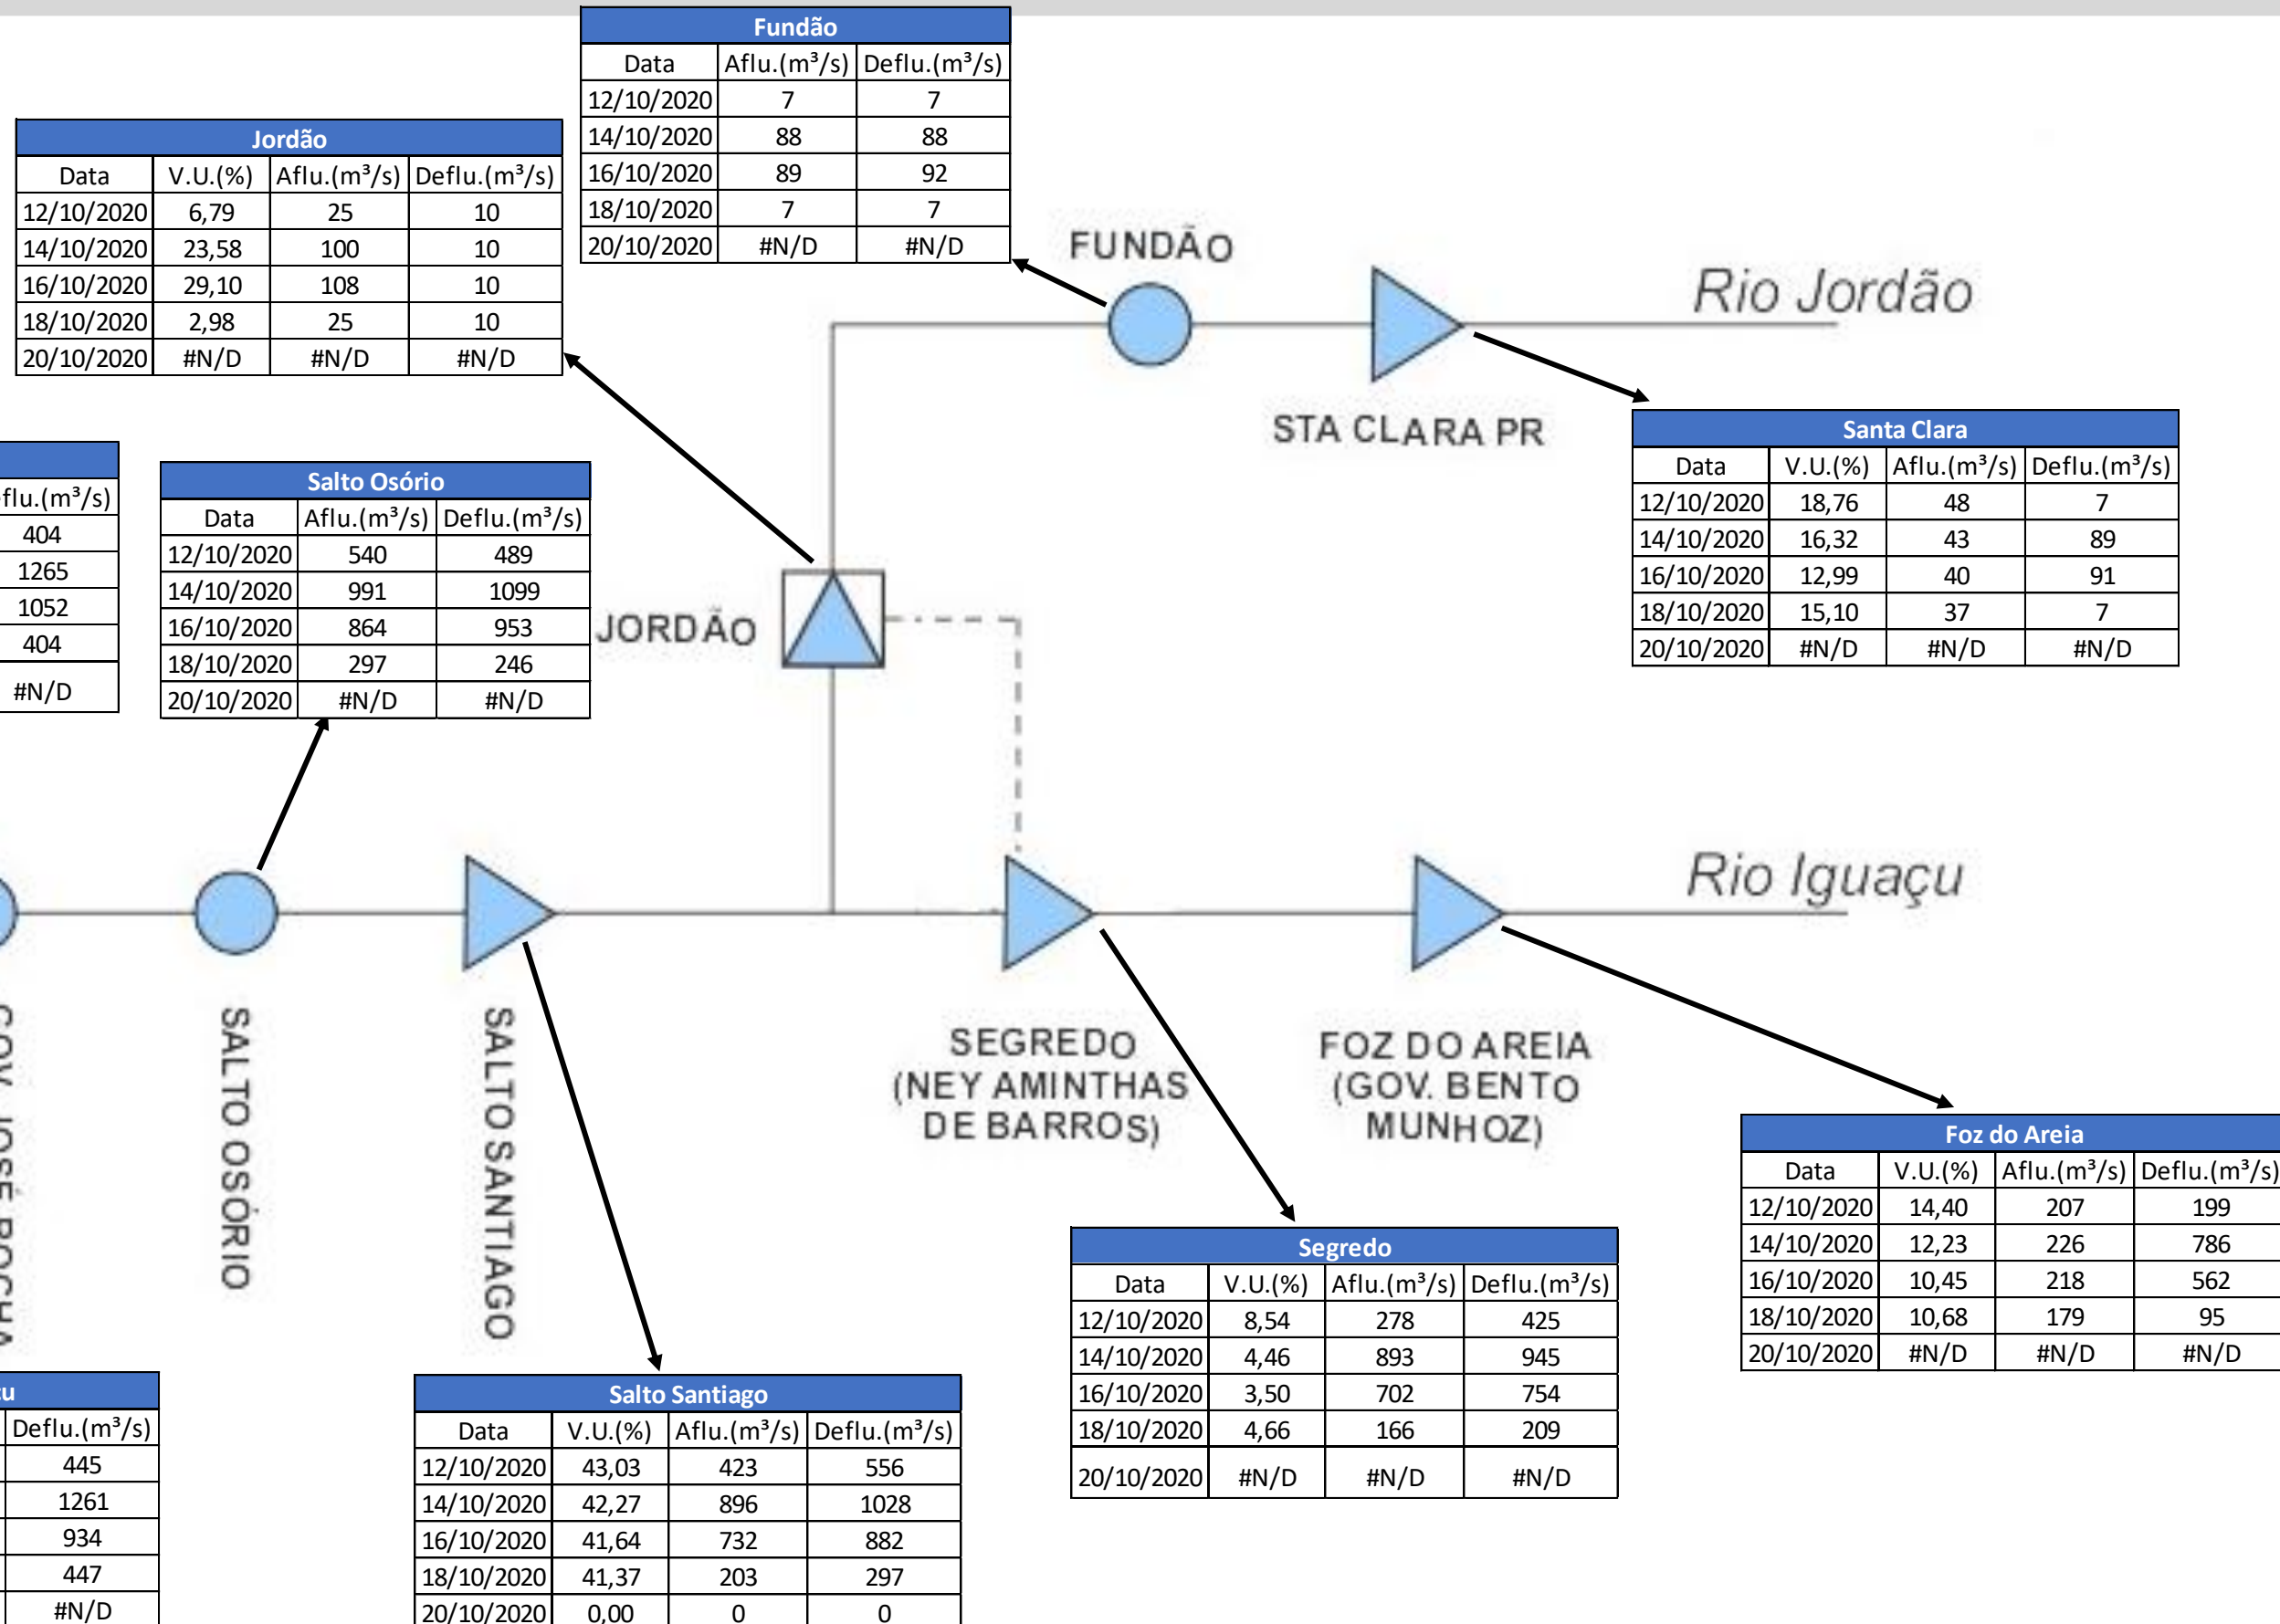 Fundão
Data Aflu.(m³/s) Deflu.(m³/s)
12/10/2020 7 7
14/10/2020 88 88
16/10/2020 89 92
18/10/2020 7 7
20/10/2020 #N/D #N/D
Jordão
Data V.U.(%) Aflu.(m³/s) Deflu.(m³/s)
12/10/2020 6,79 25 10
14/10/2020 23,58 100 10
16/10/2020 29,10 108 10
18/10/2020 2,98 25 10
20/10/2020 #N/D #N/D #N/D
FUNDÃO
Rio Jordão
STA CLARA PR
Santa Clara
Data V.U.(%) Aflu.(m³/s) Deflu.(m³/s)
12/10/2020 18,76 48 7
14/10/2020 16,32 43 89
16/10/2020 12,99 40 91
18/10/2020 15,10 37 7
20/10/2020 #N/D #N/D #N/D
flu.(m³/s)
404
1265
1052
404
#N/D
Salto Osório
Data Aflu.(m³/s) Deflu.(m³/s)
12/10/2020 540 489
14/10/2020 991 1099
16/10/2020 864 953
18/10/2020 297 246
20/10/2020 #N/D #N/D
JORDÃO
Rio Iguaçu
GOV. JOSÉ ROCHA
SALTO OSÓRIO
SALTO SANTIAGO
SEGREDO
(NEY AMINTHAS
DE BARROS)
FOZ DO AREIA
(GOV. BENTO
MUNHOZ)
Foz do Areia
Data V.U.(%) Aflu.(m³/s) Deflu.(m³/s)
12/10/2020 14,40 207 199
14/10/2020 12,23 226 786
16/10/2020 10,45 218 562
18/10/2020 10,68 179 95
20/10/2020 #N/D #N/D #N/D
Segredo
Data V.U.(%) Aflu.(m³/s) Deflu.(m³/s)
12/10/2020 8,54 278 425
14/10/2020 4,46 893 945
16/10/2020 3,50 702 754
18/10/2020 4,66 166 209
20/10/2020 #N/D #N/D #N/D
u
Deflu.(m³/s)
445
1261
934
447
#N/D
Salto Santiago
Data V.U.(%) Aflu.(m³/s) Deflu.(m³/s)
12/10/2020 43,03 423 556
14/10/2020 42,27 896 1028
16/10/2020 41,64 732 882
18/10/2020 41,37 203 297
20/10/2020 0,00 0 0